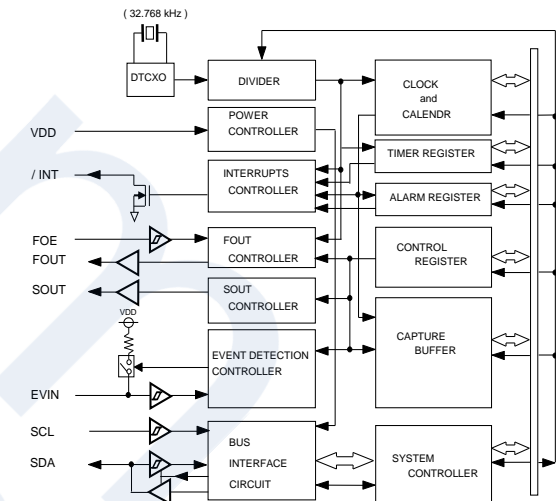 ( 32.768 kHz )
DTCXO
DIVIDER
CLOCK
and
CALENDR
POWER
CONTROLLER
VDD
TIMER REGISTER
/ INT
INTERRUPTS
CONTROLLER
ALARM REGISTER
FOE
FOUT
FOUT
CONTROLLER
CONTROL
REGISTER
SOUT
SOUT
CONTROLLER
VDD
EVENT DETECTION
CONTROLLER
CAPTURE
BUFFER
EVIN
SCL
SDA
BUS
INTERFACE
CIRCUIT
SYSTEM
CONTROLLER